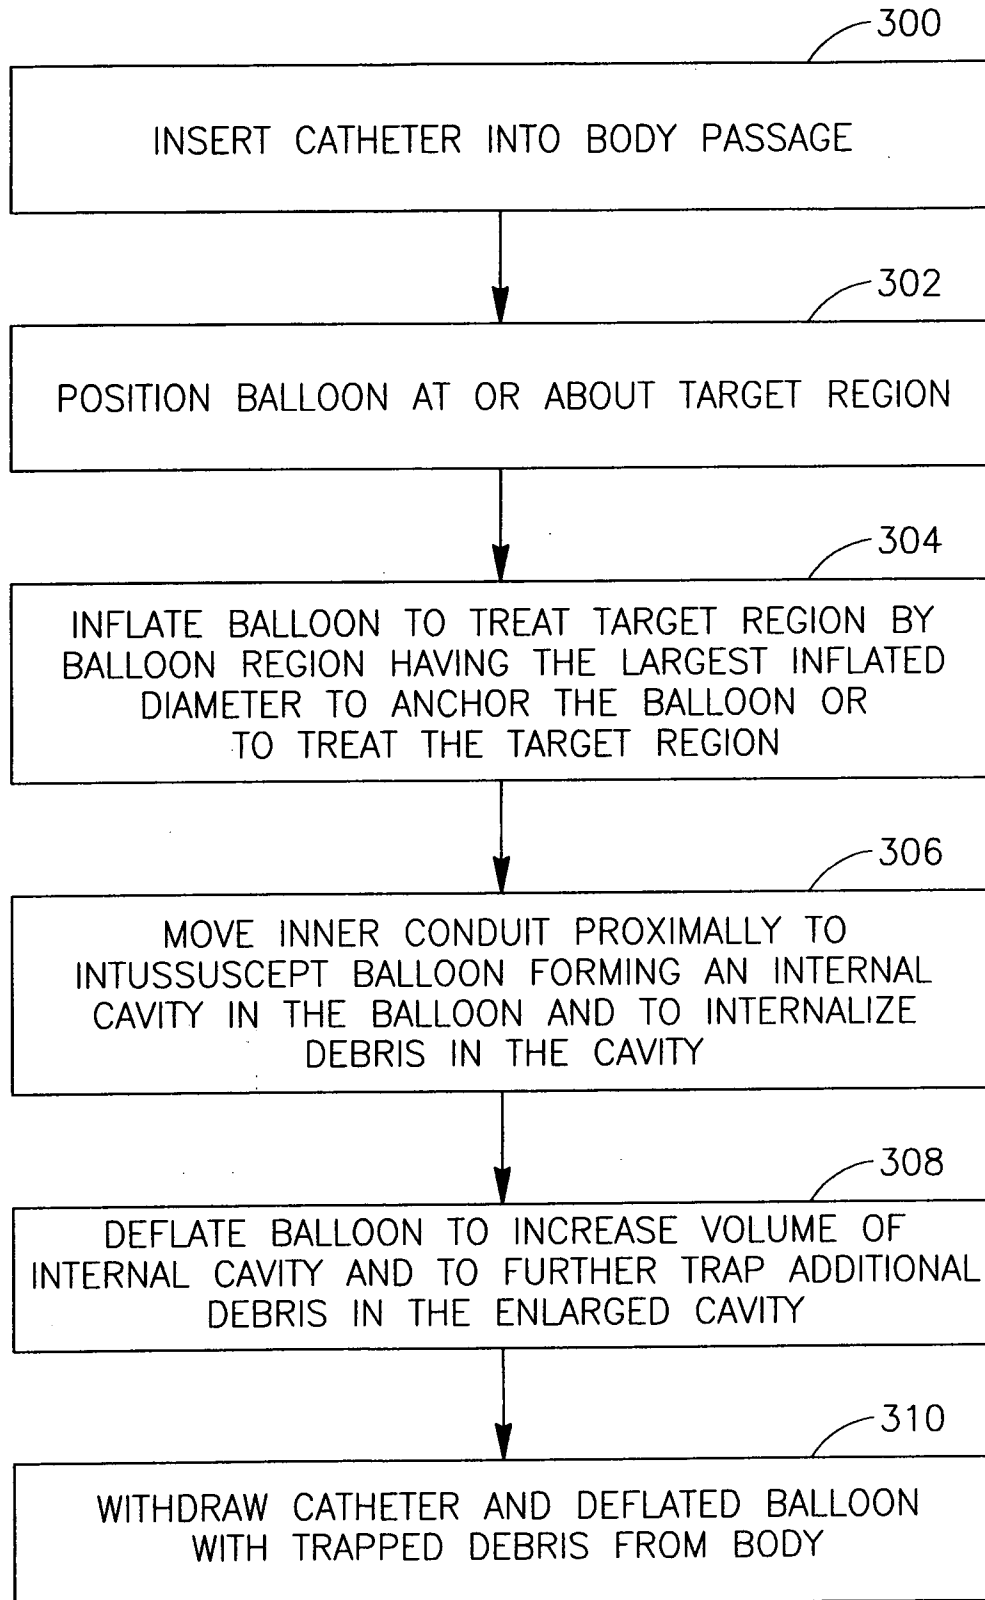 300
INSERT CATHETER INTO BODY PASSAGE
302
POSITION BALLOON AT OR ABOUT TARGET REGION
304
INFLATE BALLOON TO TREAT TARGET REGION BY
BALLOON REGION HAVING THE LARGEST INFLATED
DIAMETER TO ANCHOR THE BALLOON OR
TO TREAT THE TARGET REGION
306
MOVE INNER CONDUIT PROXIMALLY TO
INTUSSUSCEPT BALLOON FORMING AN INTERNAL
CAVITY IN THE BALLOON AND TO INTERNALIZE
DEBRIS IN THE CAVITY
308
DEFLATE BALLOON TO INCREASE VOLUME OF
INTERNAL CAVITY AND TO FURTHER TRAP ADDITIONAL
DEBRIS IN THE ENLARGED CAVITY
310
WITHDRAW CATHETER AND DEFLATED BALLOON
WITH TRAPPED DEBRIS FROM BODY